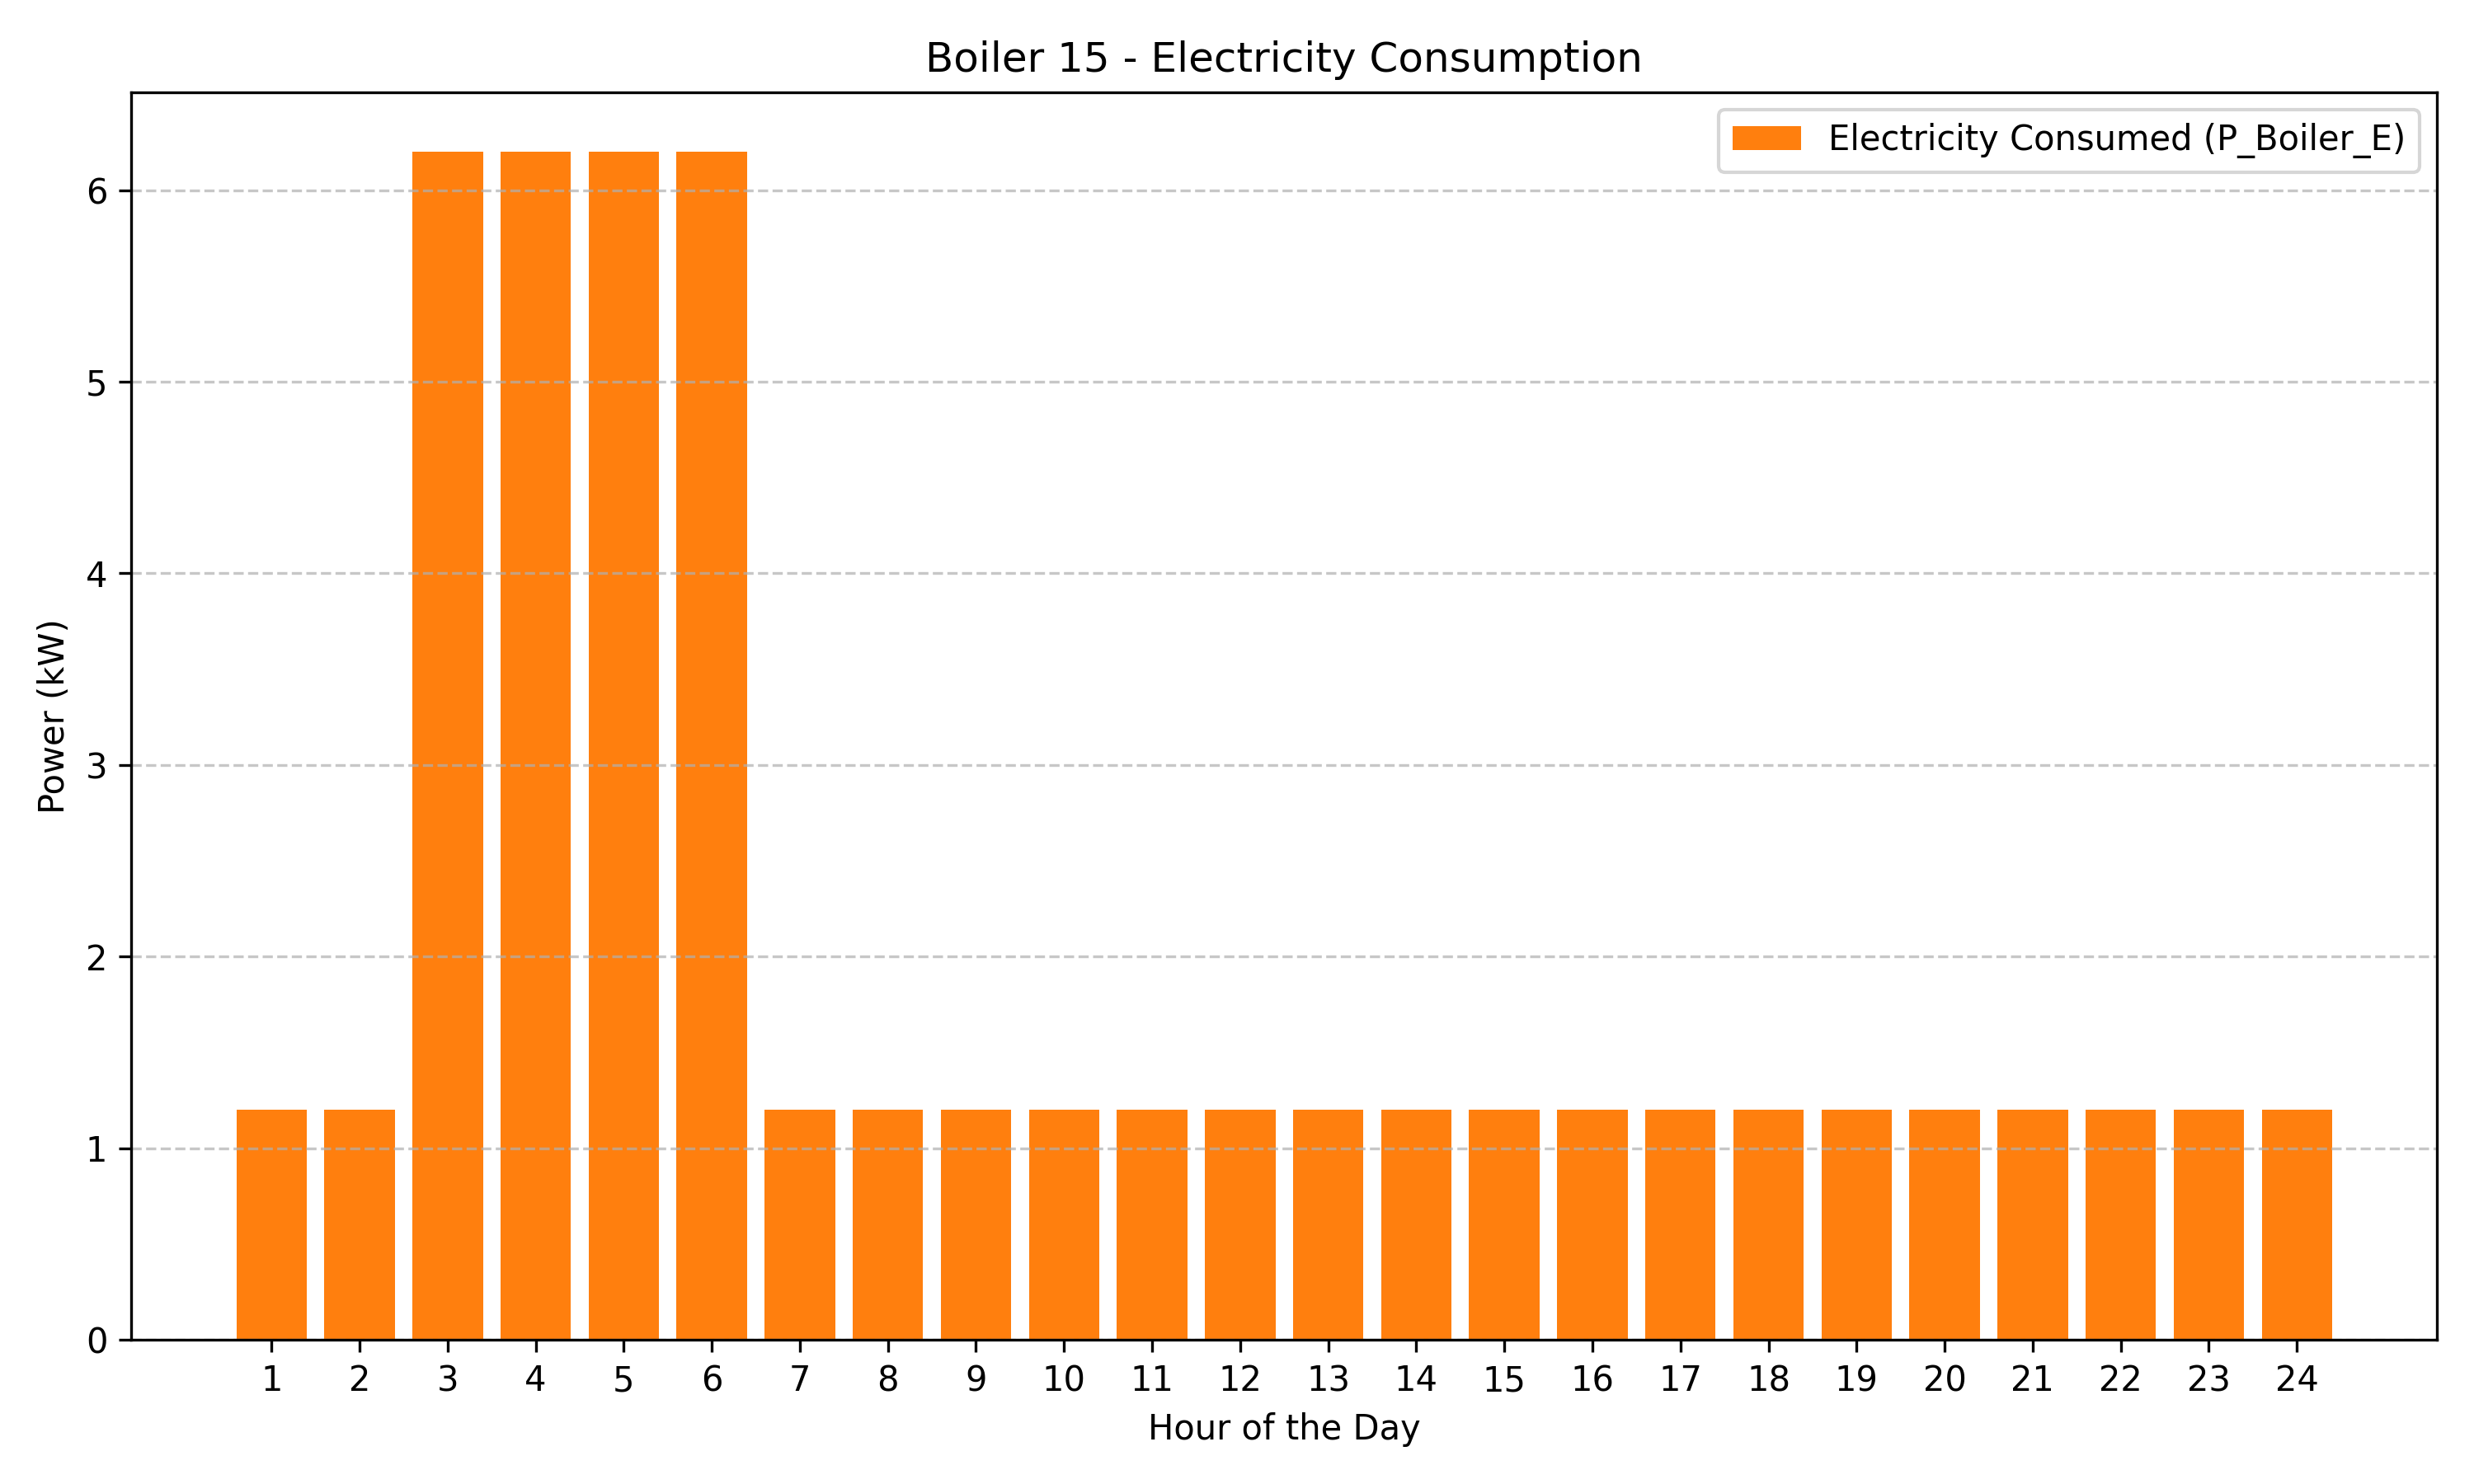 Boiler 15 - Electricity Consumption
Electricity Consumed (P_Boiler_E)
6
5
4
3
2
1
0
Power (kW)
1 2 3 4 5 6 7 8 9 10 11 12 13 14 15 16 17 18 19 20 21 22 23 24
Hour of the Day